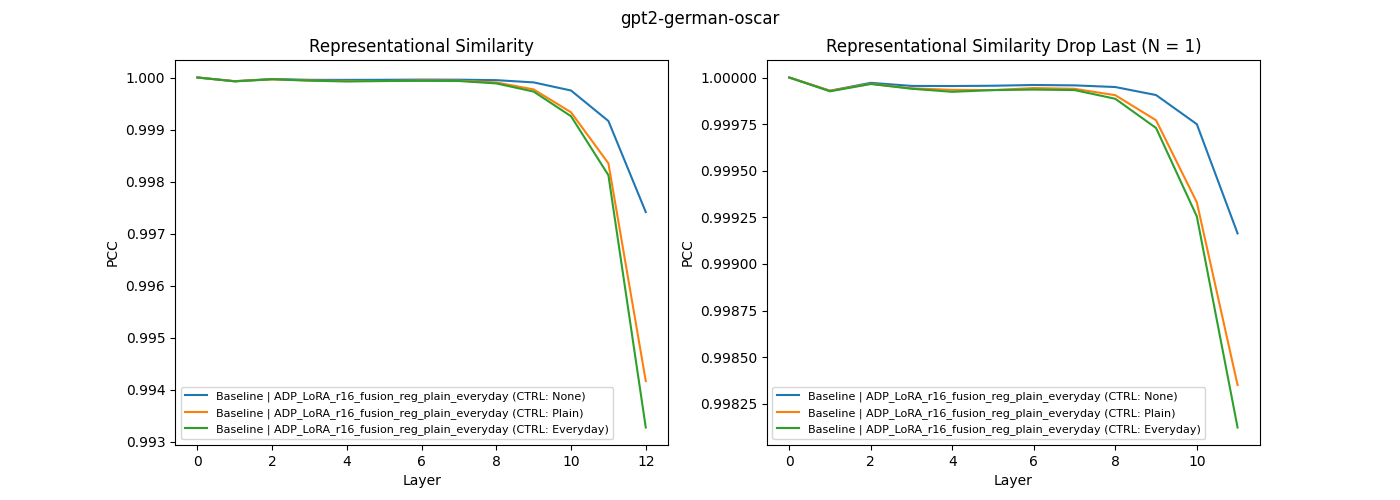 gpt2-german-oscar
Representational Similarity
PCC
1.000
0.999
0.998
0.997
0.996
0.995
0.994
0.993
0 2 4 6 8 10 12
Layer
Baseline | ADP_LoRA_r16_fusion_reg_plain_everyday (CTRL: None)
Baseline | ADP_LoRA_r16_fusion_reg_plain_everyday (CTRL: Plain)
Baseline | ADP_LoRA_r16_fusion_reg_plain_everyday (CTRL: Everyday)
Representational Similarity Drop Last (N = 1)
PCC
1.00000
0.99975
0.99950
0.99925
0.99900
0.99875
0.99850
0.99825
0 2 4 6 8 10
Layer
Baseline | ADP_LoRA_r16_fusion_reg_plain_everyday (CTRL: None)
Baseline | ADP_LoRA_r16_fusion_reg_plain_everyday (CTRL: Plain)
Baseline | ADP_LoRA_r16_fusion_reg_plain_everyday (CTRL: Everyday)